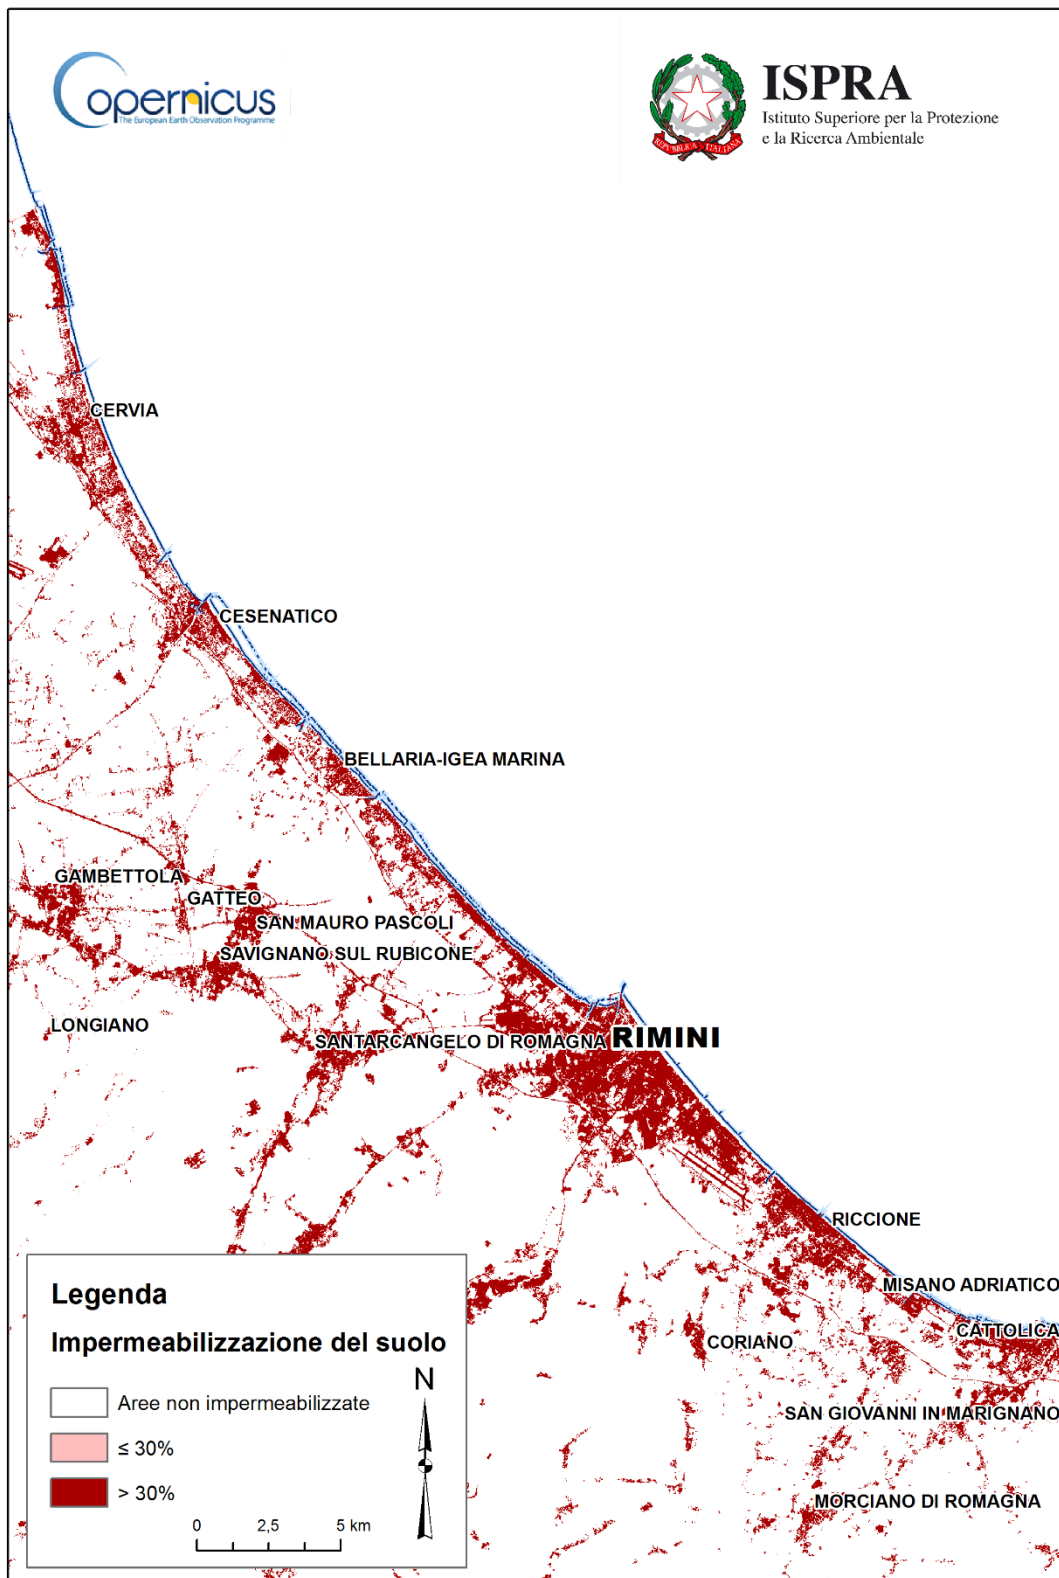 Copernicus
The European Earth Observation Programme
ISPRA
Istituto Superiore per la Protezione
e la Ricerca Ambientale
REPVBBLICA ITALIANA
CERVIA
CESENATICO
BELLARIA-IGEA MARINA
GAMBETTOLA
GATTEO
SAN MAURO PASCOLI
SAVIGNANO SUL RUBICONE
LONGIANO
SANTARCANGELO DI ROMAGNA
RIMINI
RICCIONE
MISANO ADRIATICO
CATTOLICA
CORIANO
SAN GIOVANNI IN MARIGNANO
MORCIANO DI ROMAGNA
Legenda
Impermeabilizzazione del suolo
N
Aree non impermeabilizzate
≤ 30%
> 30%
0 2,5 5 km